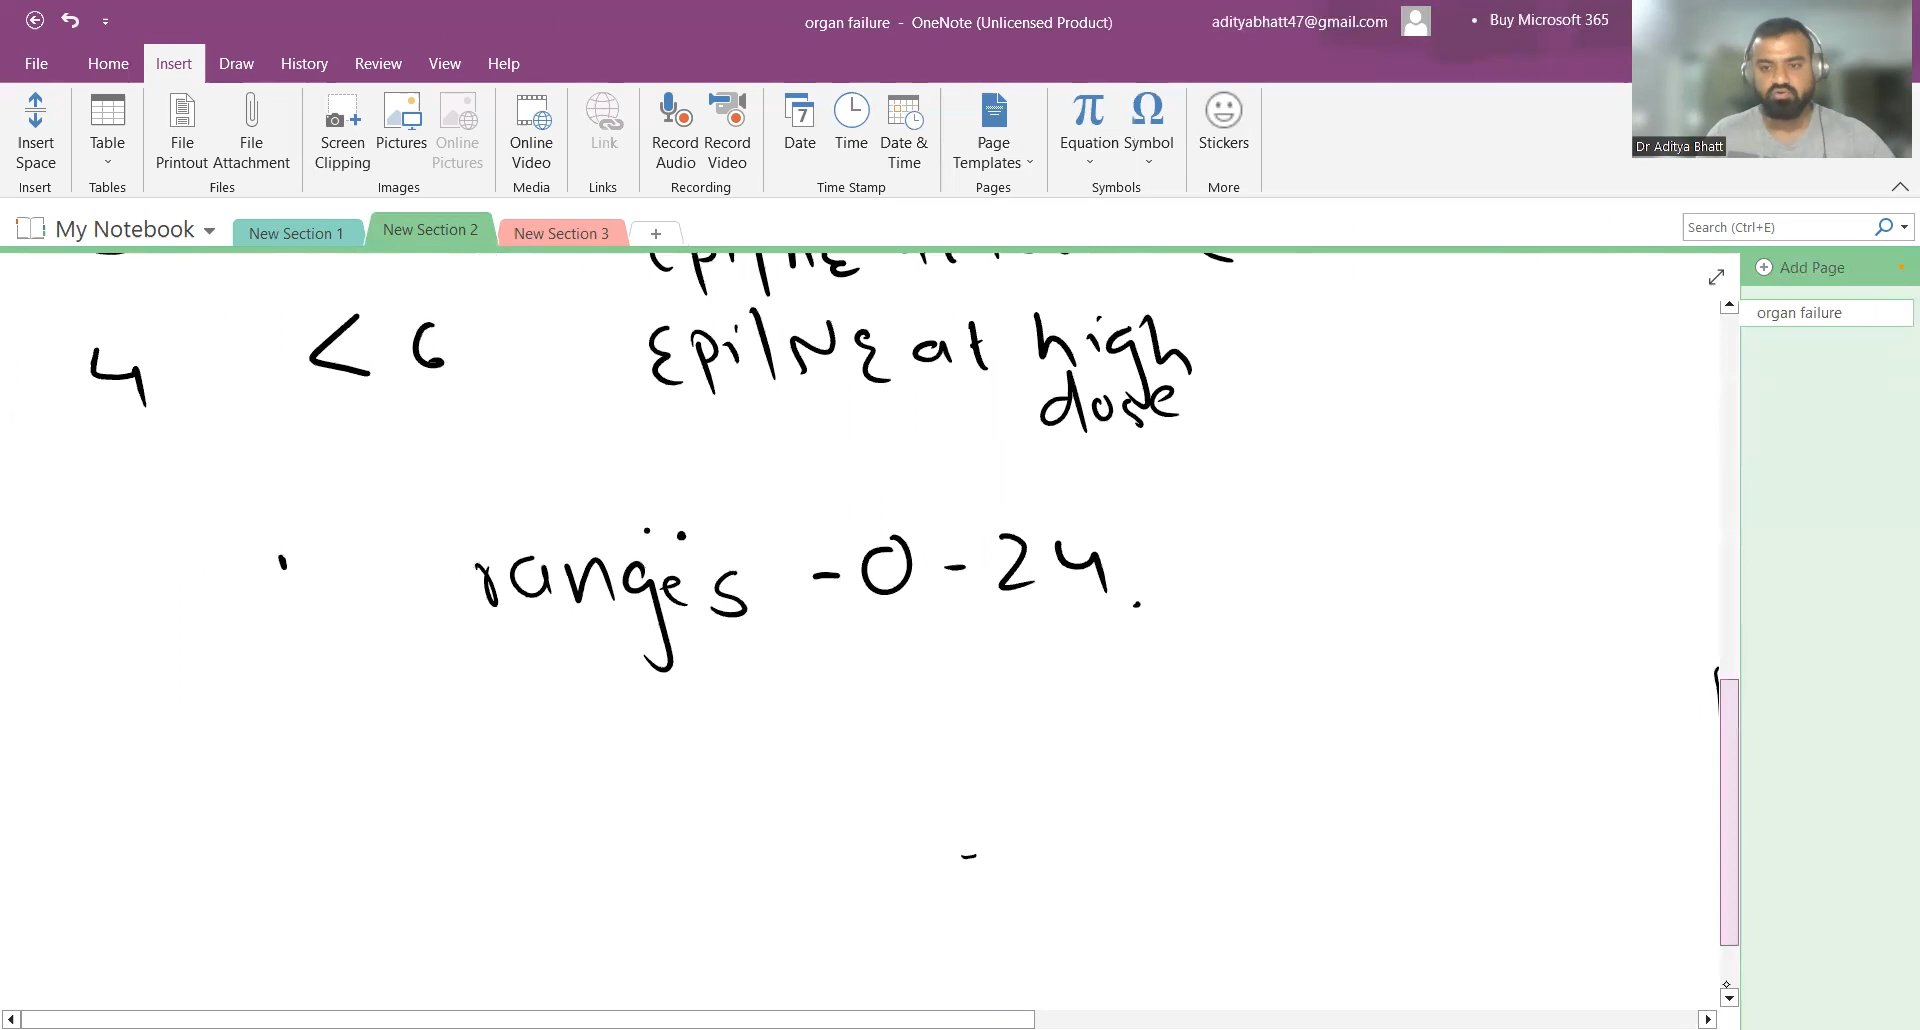 organ failure - OneNote (Unlicensed Product)
adityabhatt47@gmail.com
Buy Microsoft 365
File Home Insert Draw History Review View Help
Insert Space
Table
File Printout
File Attachment
Screen Clipping
Pictures
Online Pictures
Online Video
Link
Record Audio
Record Video
Date
Time
Date & Time
Page Templates
Equation
Symbol
Stickers
Insert Tables Files Images Media Links Recording Time Stamp Pages Symbols More
Dr Aditya Bhatt
My Notebook
New Section 1
New Section 2
New Section 3
Search (Ctrl+E)
Add Page
organ failure
4 < 6 Epi/NE at high
dose
ranges - 0 - 24.